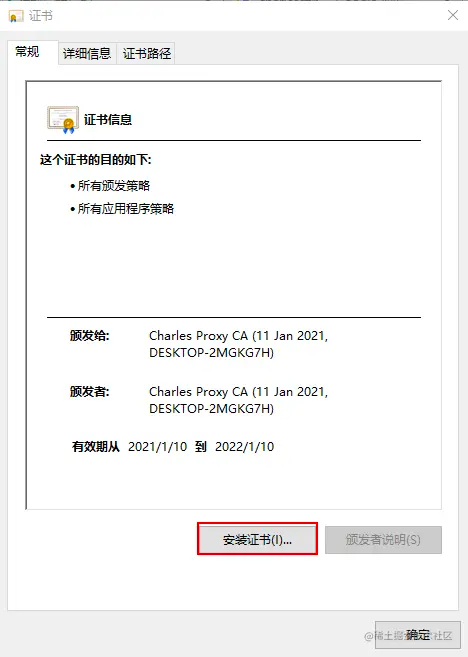 证书
常规 详细信息 证书路径
证书信息
这个证书的目的如下:
• 所有颁发策略
• 所有应用程序策略
颁发给: Charles Proxy CA (11 Jan 2021,
DESKTOP-2MGKG7H)
颁发者: Charles Proxy CA (11 Jan 2021,
DESKTOP-2MGKG7H)
有效期从 2021/1/10 到 2022/1/10
安装证书(I)... 颁发者说明(S)
确定
@稀土掘 社区